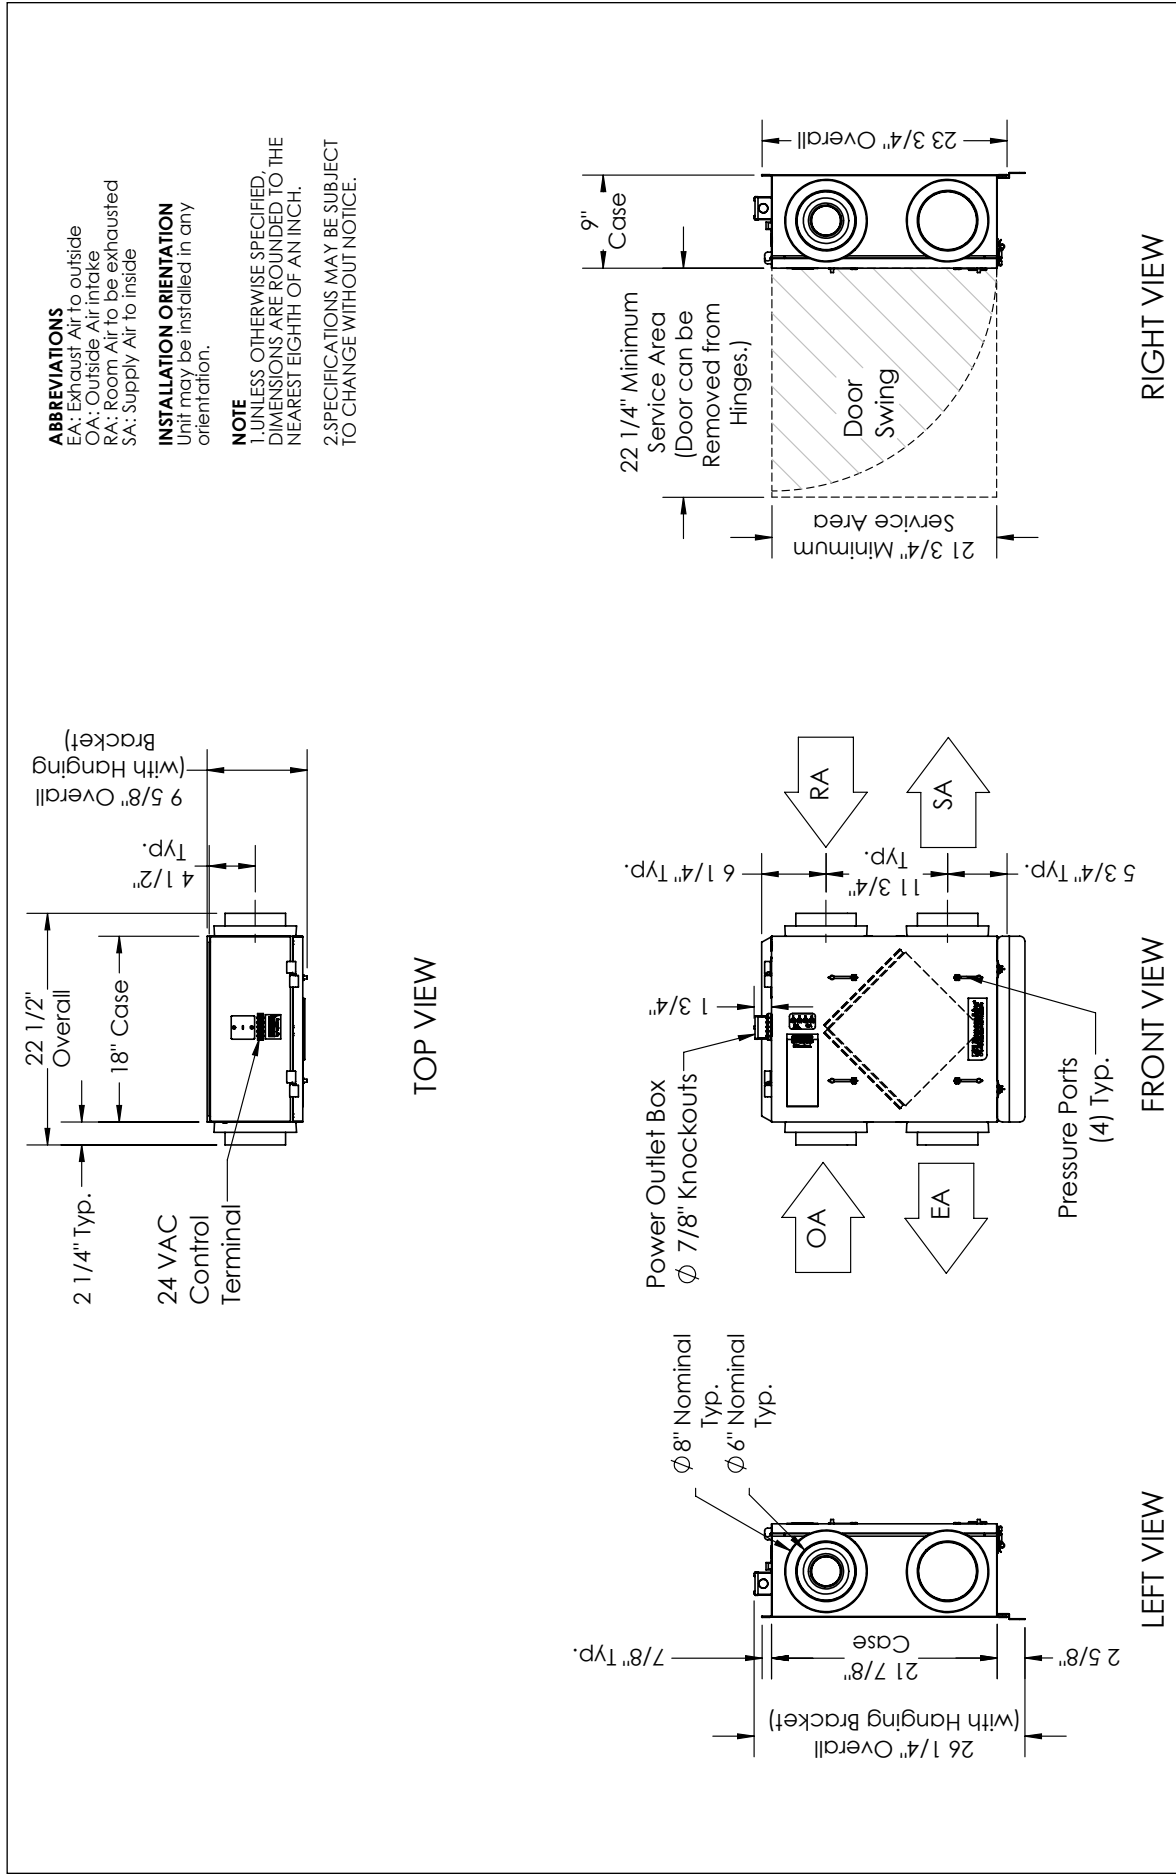 ABBREVIATIONS
EA: Exhaust Air to outside
OA: Outside Air intake
RA: Room Air to be exhausted
SA: Supply Air to inside
INSTALLATION ORIENTATION
Unit may be installed in any
orientation.
NOTE
1.UNLESS OTHERWISE SPECIFIED,
DIMENSIONS ARE ROUNDED TO THE
NEAREST EIGHTH OF AN INCH.
2.SPECIFICATIONS MAY BE SUBJECT
TO CHANGE WITHOUT NOTICE.
2 1/4" Typ.
22 1/2"
Overall
18" Case
4 1/2"
Typ.
9 5/8" Overall
(with Hanging
Bracket)
24 VAC
Control
Terminal
TOP VIEW
26 1/4" Overall
(with Hanging Bracket)
7/8" Typ.
21 7/8"
Case
2 5/8"
Ø8" Nominal
Typ.
Ø6" Nominal
Typ.
LEFT VIEW
Power Outlet Box
Ø 7/8" Knockouts
1 3/4"
6 1/4" Typ.
11 3/4"
Typ.
5 3/4" Typ.
OA
EA
RA
SA
Pressure Ports
(4) Typ.
FRONT VIEW
22 1/4" Minimum
Service Area
(Door can be
Removed from
Hinges.)
9"
Case
21 3/4" Minimum
Service Area
Door
Swing
23 3/4" Overall
RIGHT VIEW